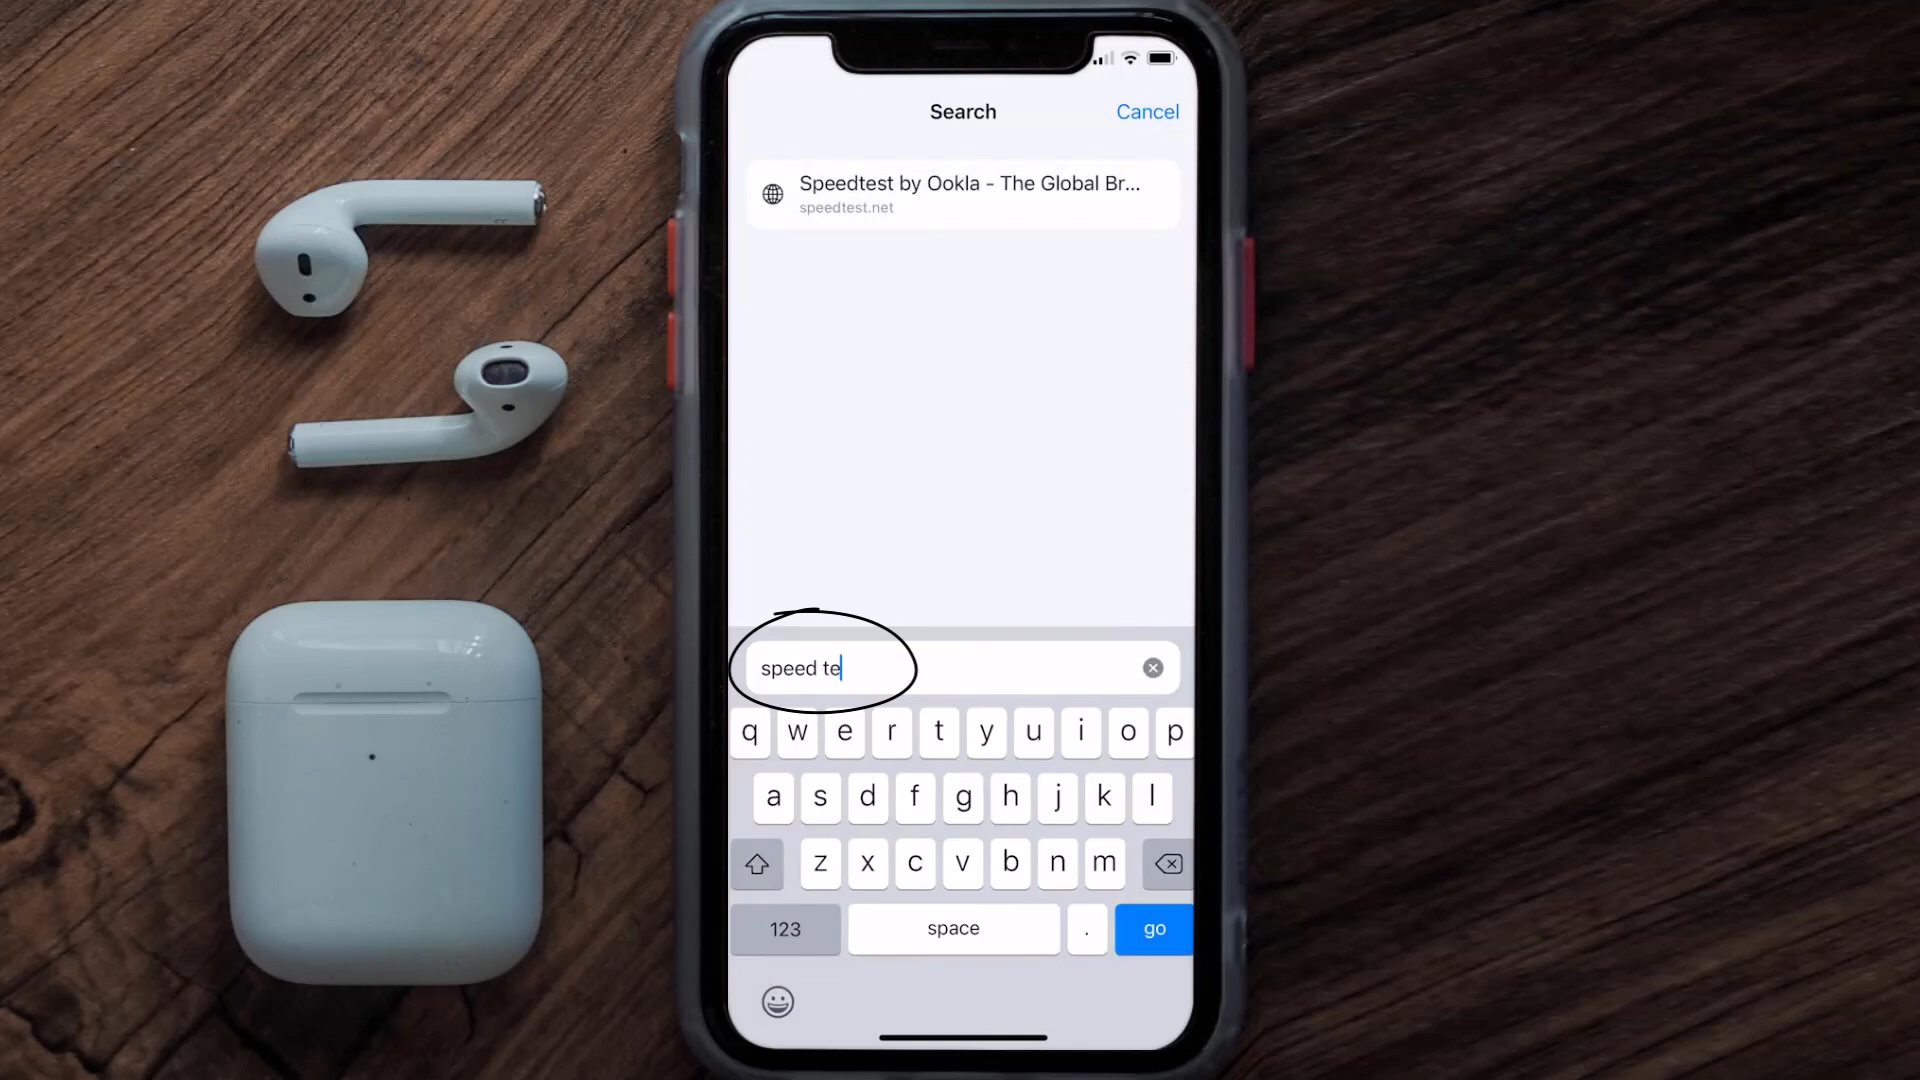 Search
Cancel
Speedtest by Ookla - The Global Br...
speedtest.net
speed te
q w e r t y u i o p
a s d f g h j k l
z x c v b n m
123
space
.
go